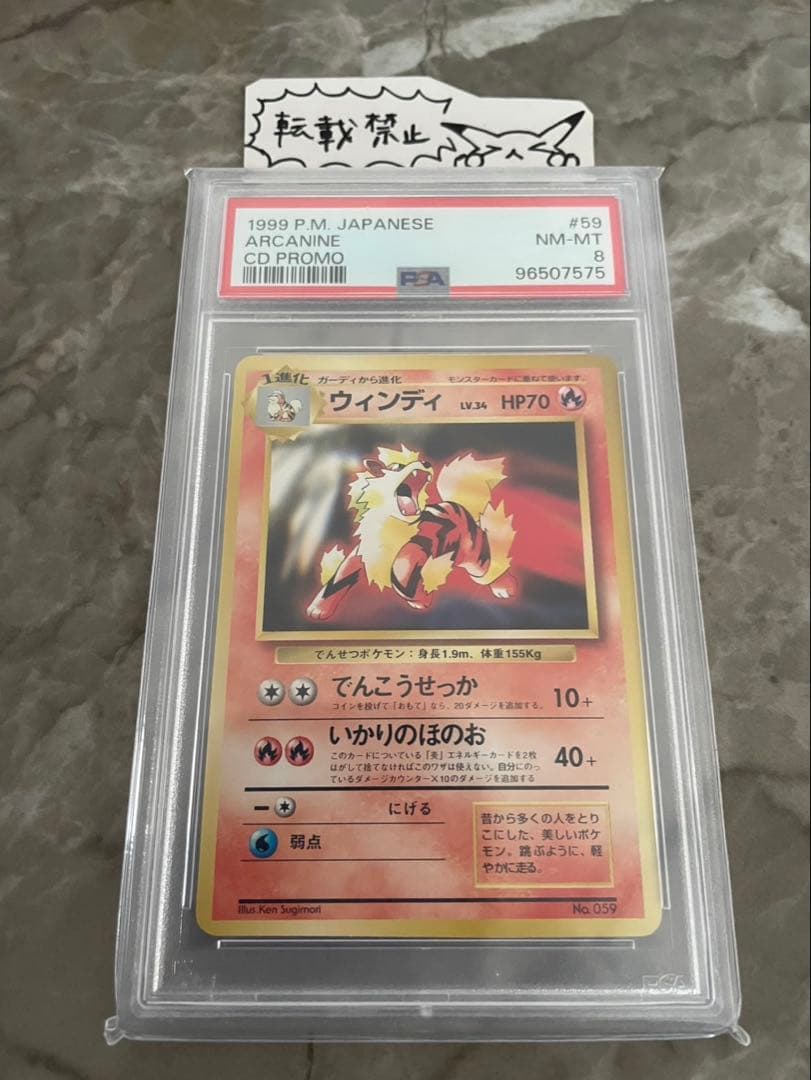 転載禁止
1999 P.M. JAPANESE #59
ARCANINE NM-MT
CD PROMO 8
PSA 96507575
1進化 ガーディから進化 モンスターカードに重ねて使います。
ウィンディ LV.34 HP70
でんせつポケモン：身長1.9m、体重155Kg
でんこうせっか 10+
コインを投げて「おもて」なら、20ダメージを追加する。
いかりのほのお 40+
このカードについている「炎」エネルギーカードを2枚
はがして捨てなければこのワザは使えない。自分にのっ
ているダメージカウンター×10のダメージを追加する
にげる
弱点
昔から多くの人をとり
こにした、美しいポケ
モン。跳ぶように、軽
やかに走る。
Illus. Ken Sugimori No. 059
PSA